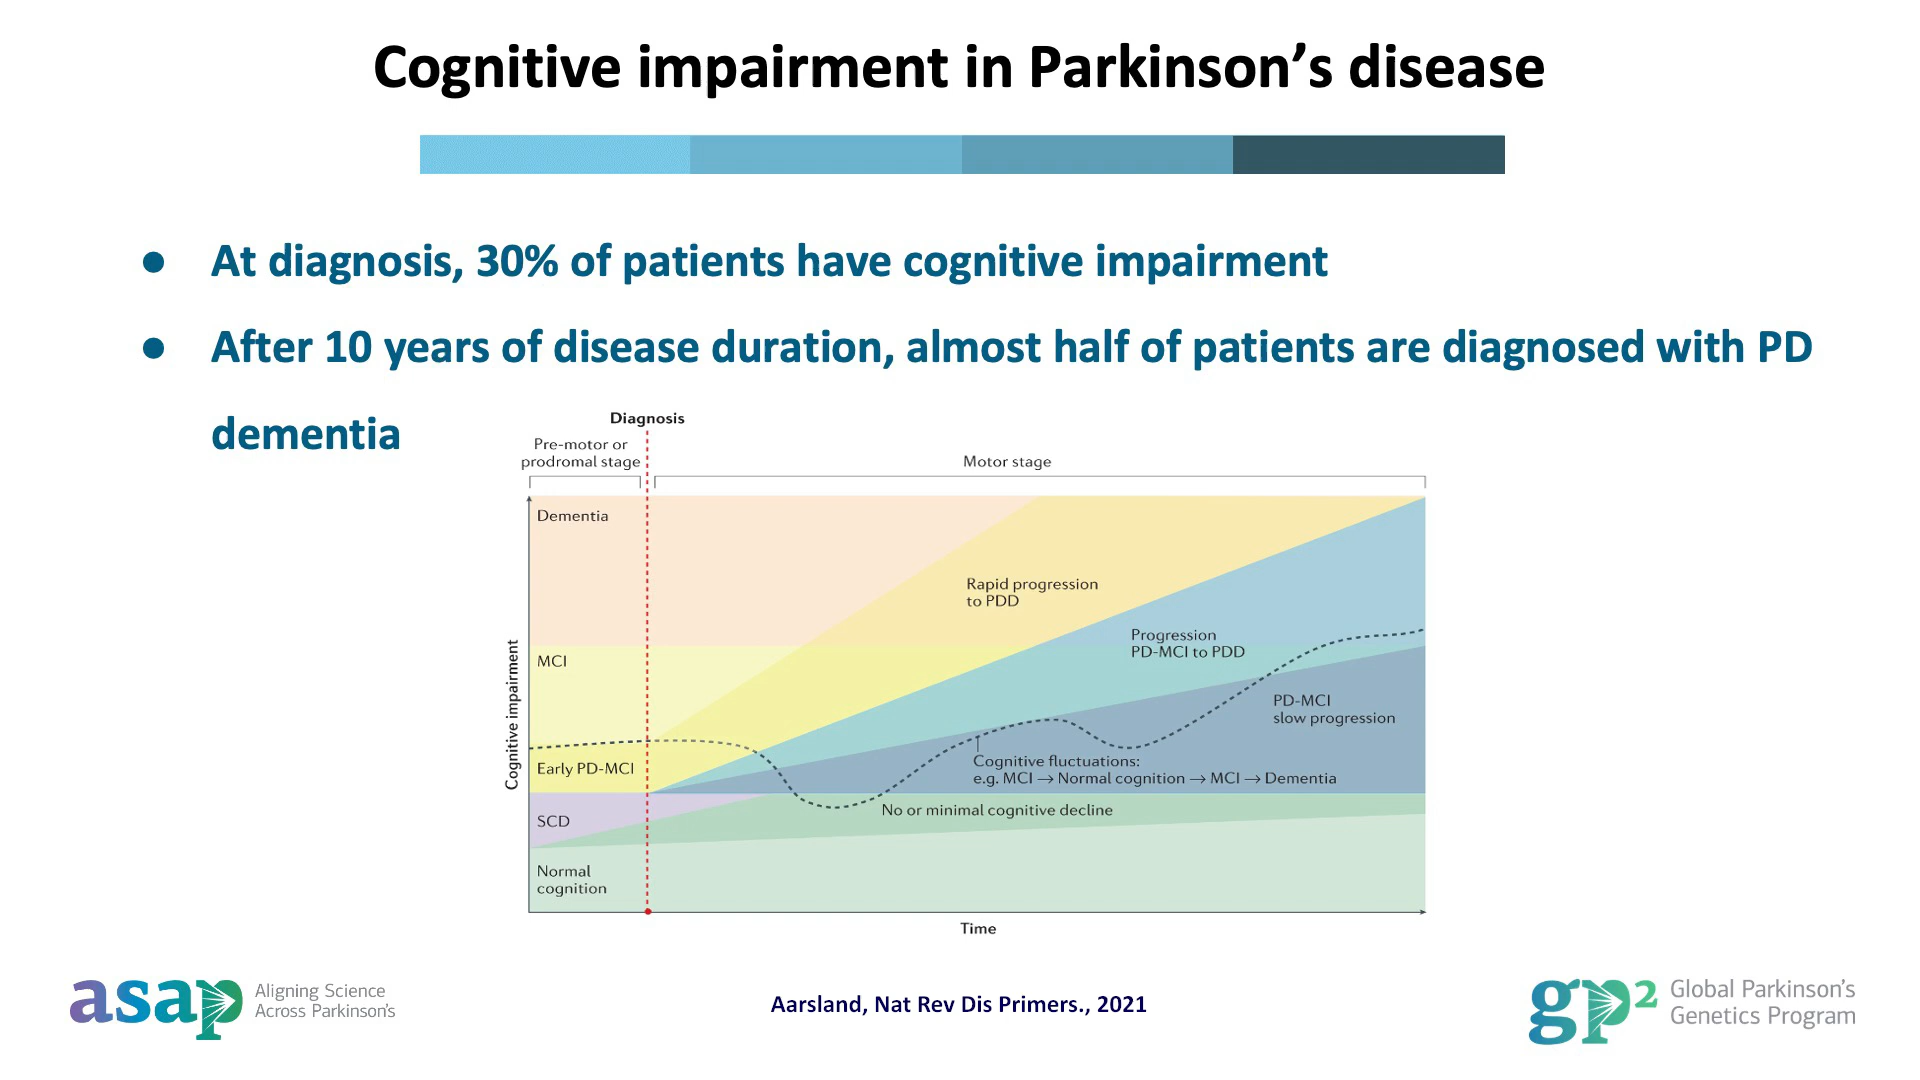 Cognitive impairment in Parkinson’s disease
● At diagnosis, 30% of patients have cognitive impairment
● After 10 years of disease duration, almost half of patients are diagnosed with PD
dementia
Diagnosis
Pre-motor or
prodromal stage
Motor stage
Dementia
Rapid progression
to PDD
Progression
PD-MCI to PDD
MCI
PD-MCI
slow progression
Cognitive impairment
Early PD-MCI
Cognitive fluctuations:
e.g. MCI → Normal cognition → MCI → Dementia
No or minimal cognitive decline
SCD
Normal
cognition
Time
asap Aligning Science
Across Parkinson's
Aarsland, Nat Rev Dis Primers., 2021
gp2 Global Parkinson's
Genetics Program